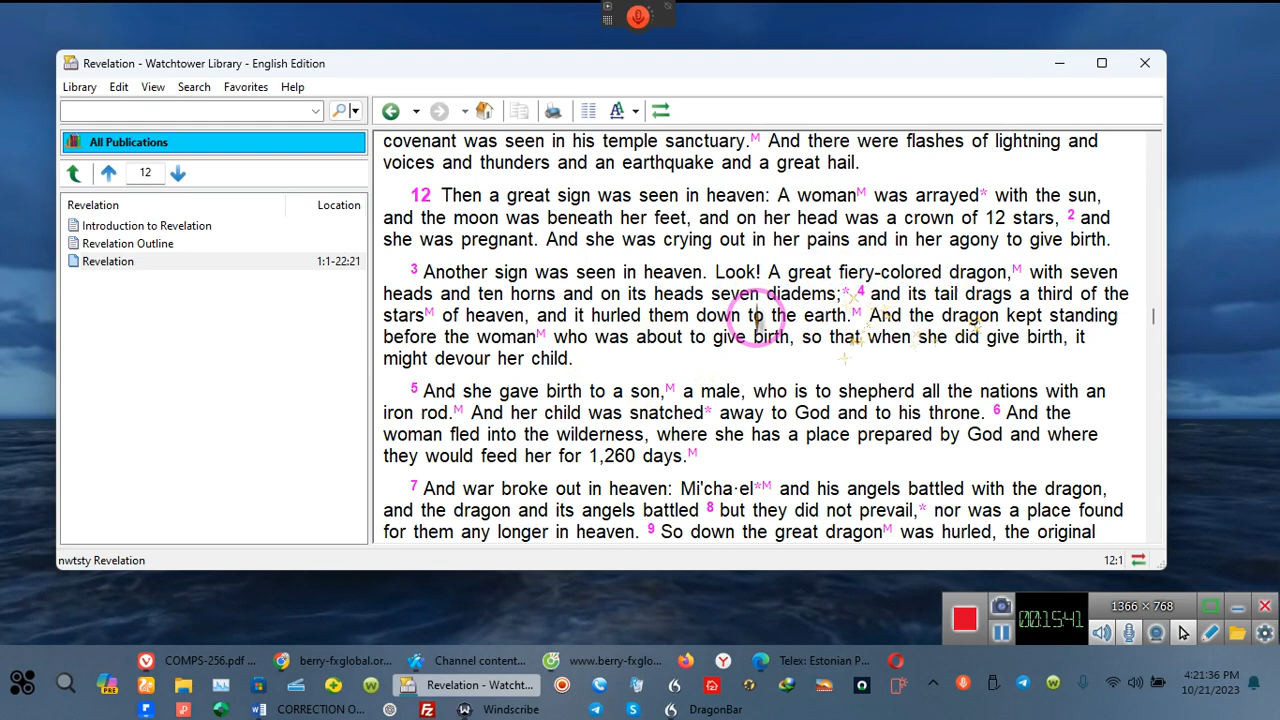 Revelation - Watchtower Library - English Edition
Library Edit View Search Favorites Help
All Publications
12
Revelation Location
Introduction to Revelation
Revelation Outline
Revelation 1:1-22:21
covenant was seen in his temple sanctuary.M And there were flashes of lightning and
voices and thunders and an earthquake and a great hail.
12 Then a great sign was seen in heaven: A womanM was arrayed* with the sun,
and the moon was beneath her feet, and on her head was a crown of 12 stars, 2 and
she was pregnant. And she was crying out in her pains and in her agony to give birth.
3 Another sign was seen in heaven. Look! A great fiery-colored dragon,M with seven
heads and ten horns and on its heads seven diadems;* 4 and its tail drags a third of the
starsM of heaven, and it hurled them down to the earth.M And the dragon kept standing
before the womanM who was about to give birth, so that when she did give birth, it
might devour her child.
5 And she gave birth to a son,M a male, who is to shepherd all the nations with an
iron rod.M And her child was snatched* away to God and to his throne. 6 And the
woman fled into the wilderness, where she has a place prepared by God and where
they would feed her for 1,260 days.M
7 And war broke out in heaven: Mi'cha·el*M and his angels battled with the dragon,
and the dragon and its angels battled 8 but they did not prevail,* nor was a place found
for them any longer in heaven. 9 So down the great dragonM was hurled, the original
nwtsty Revelation 12:1
1366 × 768
00:15:41
COMPS-256.pdf ... berry-fxglobal.or... Channel content... www.berry-fxglo... Telex: Estonian P...
PRE Revelation - Watcht... 4:21:36 PM
CORRECTION O... Windscribe DragonBar 10/21/2023